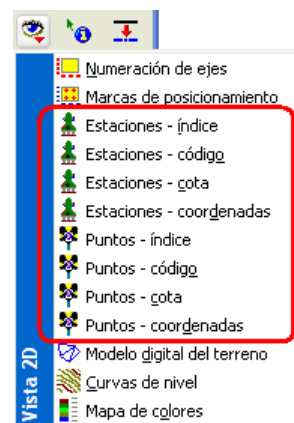 Numeración de ejes
Marcas de posicionamiento
Estaciones - índice
Estaciones - código
Estaciones - cota
Estaciones - coordenadas
Puntos - índice
Puntos - código
Puntos - cota
Puntos - coordenadas
Modelo digital del terreno
Curvas de nivel
Mapa de colores
Vista 2D